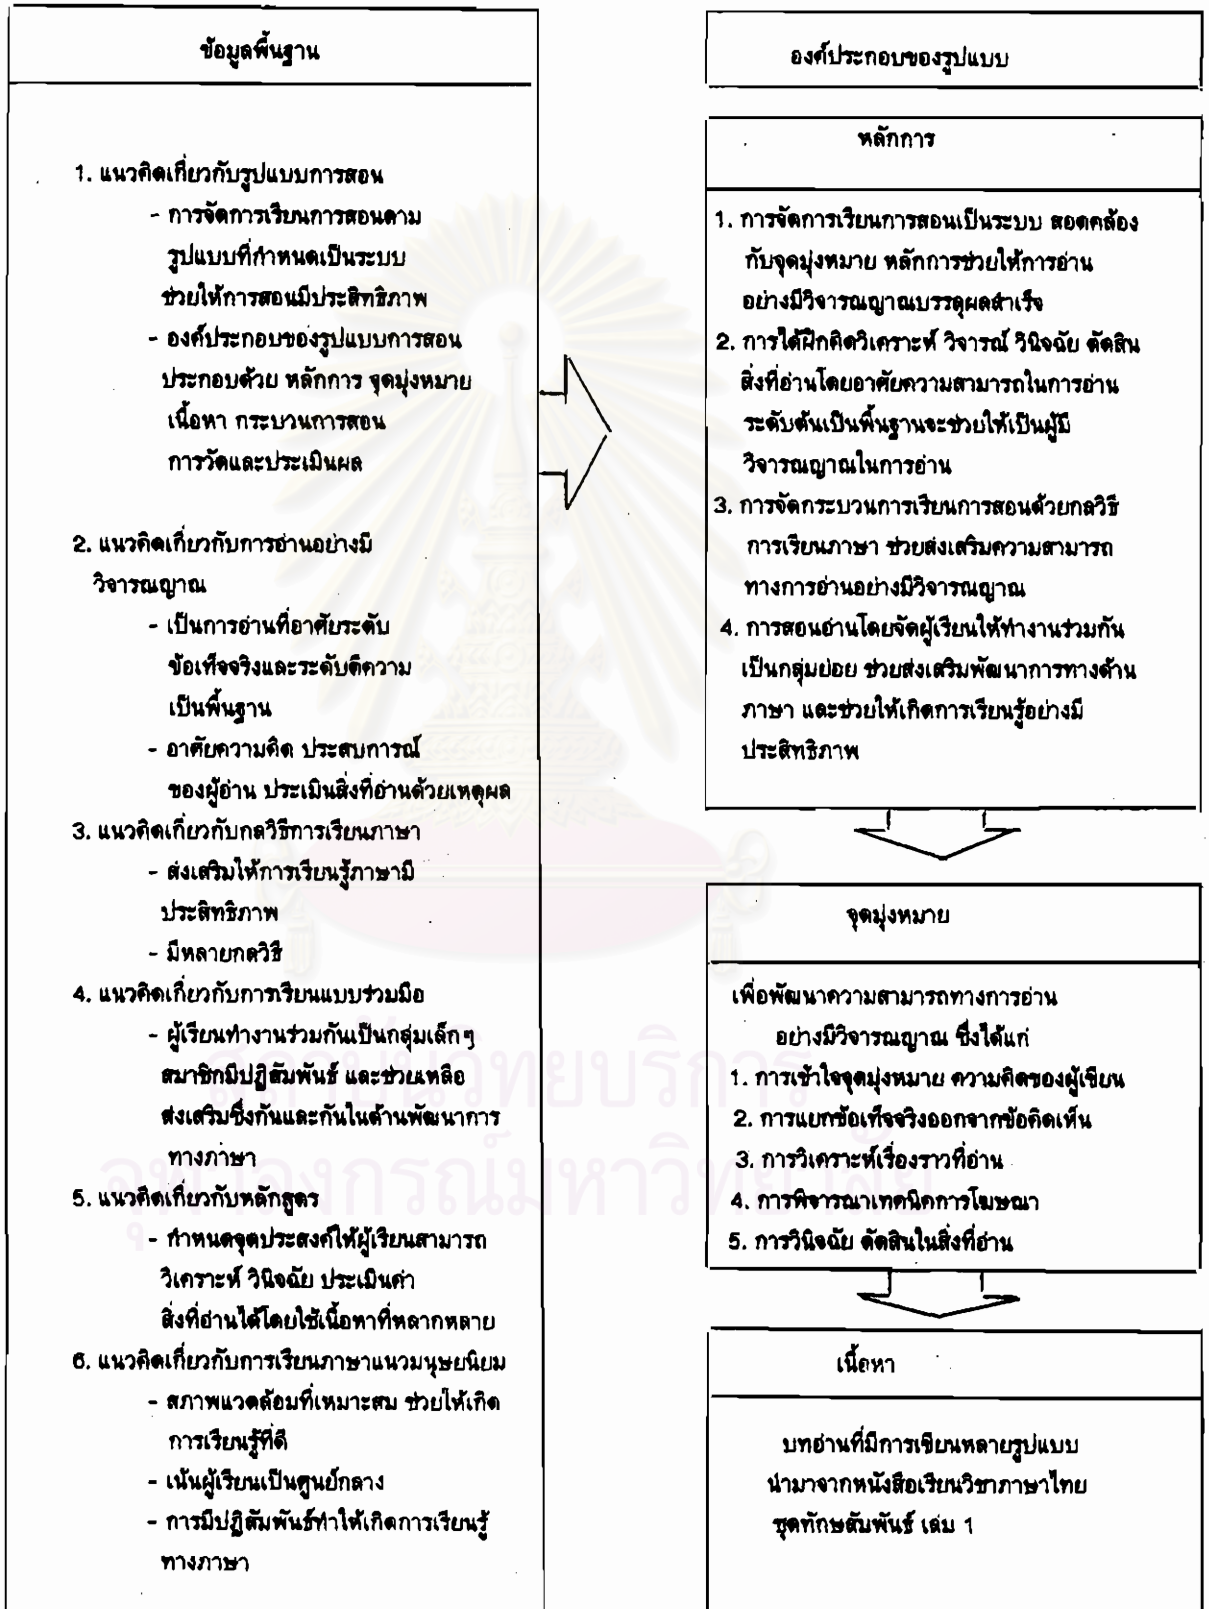 ข้อมูลพื้นฐาน
1. แนวคิดเกี่ยวกับรูปแบบการสอน
- การจัดการเรียนการสอนตาม
รูปแบบที่กำหนดเป็นระบบ
ช่วยให้การสอนมีประสิทธิภาพ
- องค์ประกอบของรูปแบบการสอน
ประกอบด้วย หลักการ จุดมุ่งหมาย
เนื้อหา กระบวนการสอน
การวัดและประเมินผล
2. แนวคิดเกี่ยวกับการอ่านอย่างมี
วิจารณญาณ
- เป็นการอ่านที่อาศัยระดับ
ข้อเท็จจริงและระดับตีความ
เป็นพื้นฐาน
- อาศัยความคิด ประสบการณ์
ของผู้อ่าน ประเมินสิ่งที่อ่านด้วยเหตุผล
3. แนวคิดเกี่ยวกับกลวิธีการเรียนภาษา
- ส่งเสริมให้การเรียนรู้ภาษามี
ประสิทธิภาพ
- มีหลายกลวิธี
4. แนวคิดเกี่ยวกับการเรียนแบบร่วมมือ
- ผู้เรียนทำงานร่วมกันเป็นกลุ่มเล็กๆ
สมาชิกมีปฏิสัมพันธ์ และช่วยเหลือ
ส่งเสริมซึ่งกันและกันในด้านพัฒนาการ
ทางภาษา
5. แนวคิดเกี่ยวกับหลักสูตร
- กำหนดจุดประสงค์ให้ผู้เรียนสามารถ
วิเคราะห์ วินิจฉัย ประเมินค่า
สิ่งที่อ่านได้โดยใช้เนื้อหาที่หลากหลาย
6. แนวคิดเกี่ยวกับการเรียนภาษาแนวมนุษยนิยม
- สภาพแวดล้อมที่เหมาะสม ช่วยให้เกิด
การเรียนรู้ที่ดี
- เน้นผู้เรียนเป็นศูนย์กลาง
- การมีปฏิสัมพันธ์ทำให้เกิดการเรียนรู้
ทางภาษา
องค์ประกอบของรูปแบบ
หลักการ
1. การจัดการเรียนการสอนเป็นระบบ สอดคล้อง
กับจุดมุ่งหมาย หลักการช่วยให้การอ่าน
อย่างมีวิจารณญาณบรรลุผลสำเร็จ
2. การได้ฝึกคิดวิเคราะห์ วิจารณ์ วินิจฉัย ตัดสิน
สิ่งที่อ่านโดยอาศัยความสามารถในการอ่าน
ระดับต้นเป็นพื้นฐานจะช่วยให้เป็นผู้มี
วิจารณญาณในการอ่าน
3. การจัดกระบวนการเรียนการสอนด้วยกลวิธี
การเรียนภาษา ช่วยส่งเสริมความสามารถ
ทางการอ่านอย่างมีวิจารณญาณ
4. การสอนอ่านโดยจัดผู้เรียนให้ทำงานร่วมกัน
เป็นกลุ่มย่อย ช่วยส่งเสริมพัฒนาการทางด้าน
ภาษา และช่วยให้เกิดการเรียนรู้อย่างมี
ประสิทธิภาพ
จุดมุ่งหมาย
เพื่อพัฒนาความสามารถทางการอ่าน
อย่างมีวิจารณญาณ ซึ่งได้แก่
1. การเข้าใจจุดมุ่งหมาย ความคิดของผู้เขียน
2. การแยกข้อเท็จจริงออกจากข้อคิดเห็น
3. การวิเคราะห์เรื่องราวที่อ่าน
4. การพิจารณาเทคนิคการโฆษณา
5. การวินิจฉัย ตัดสินในสิ่งที่อ่าน
เนื้อหา
บทอ่านที่มีการเขียนหลายรูปแบบ
นำมาจากหนังสือเรียนวิชาภาษาไทย
ชุดทักษสัมพันธ์ เล่ม 1
สถาบันวิทยบริการ
จุฬาลงกรณ์มหาวิทยาลัย